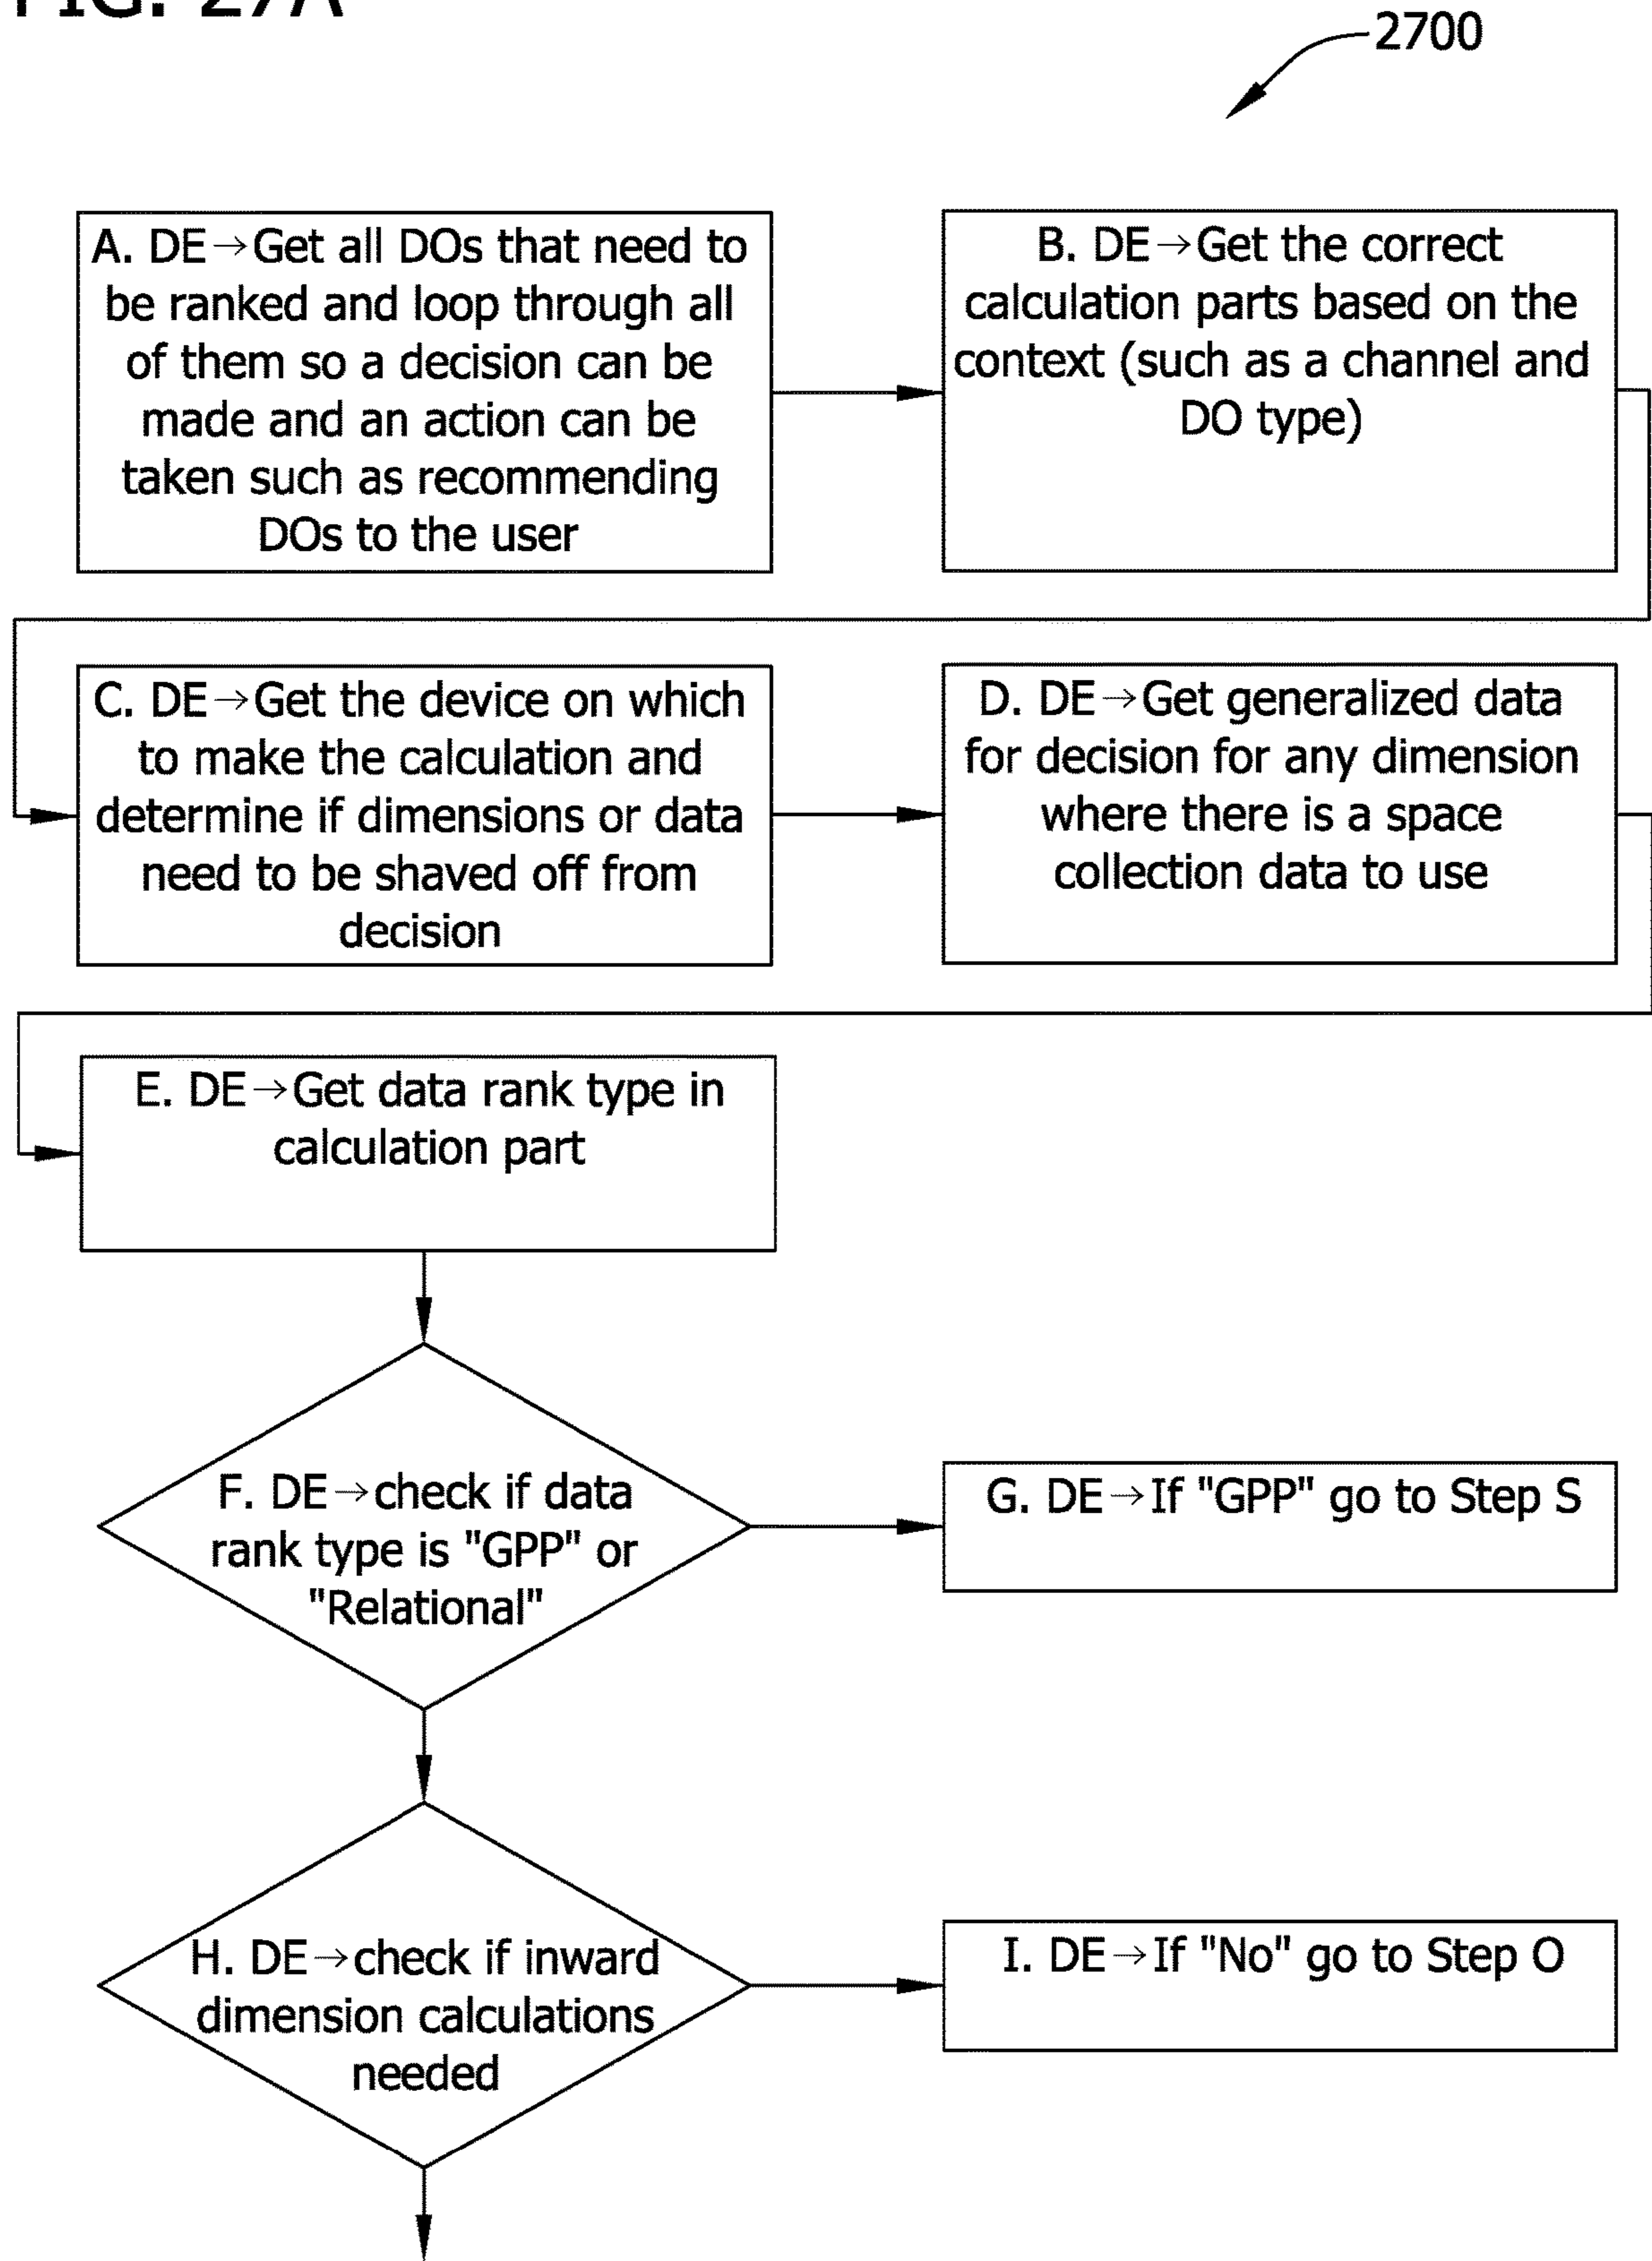 FIG. 27A
2700
A. DE→Get all DOs that need to
be ranked and loop through all
of them so a decision can be
made and an action can be
taken such as recommending
DOs to the user
B. DE→Get the correct
calculation parts based on the
context (such as a channel and
DO type)
C. DE→Get the device on which
to make the calculation and
determine if dimensions or data
need to be shaved off from
decision
D. DE→Get generalized data
for decision for any dimension
where there is a space
collection data to use
E. DE→Get data rank type in
calculation part
F. DE→check if data
rank type is "GPP" or
"Relational"
G. DE→If "GPP" go to Step S
H. DE→check if inward
dimension calculations
needed
I. DE→If "No" go to Step O